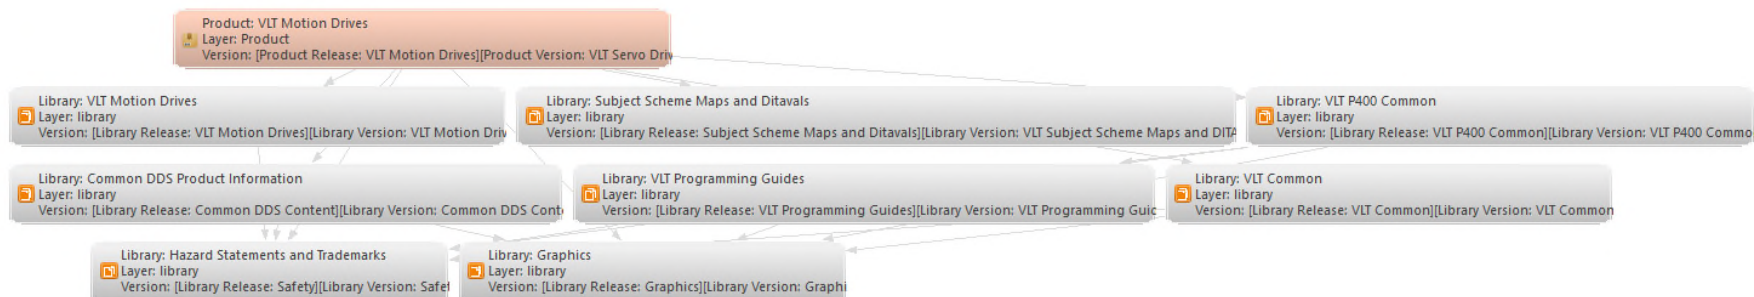 Product: VLT Motion Drives
Layer: Product
Version: [Product Release: VLT Motion Drives][Product Version: VLT Servo Driv
Library: VLT Motion Drives
Layer: library
Version: [Library Release: VLT Motion Drives][Library Version: VLT Motion Driv
Library: Subject Scheme Maps and Ditavals
Layer: library
Version: [Library Release: Subject Scheme Maps and Ditavals][Library Version: VLT Subject Scheme Maps and DITA
Library: VLT P400 Common
Layer: library
Version: [Library Release: VLT P400 Common][Library Version: VLT P400 Commo
Library: Common DDS Product Information
Layer: library
Version: [Library Release: Common DDS Content][Library Version: Common DDS Conte
Library: VLT Programming Guides
Layer: library
Version: [Library Release: VLT Programming Guides][Library Version: VLT Programming Guic
Library: VLT Common
Layer: library
Version: [Library Release: VLT Common][Library Version: VLT Common
Library: Hazard Statements and Trademarks
Layer: library
Version: [Library Release: Safety][Library Version: Safet
Library: Graphics
Layer: library
Version: [Library Release: Graphics][Library Version: Graphi